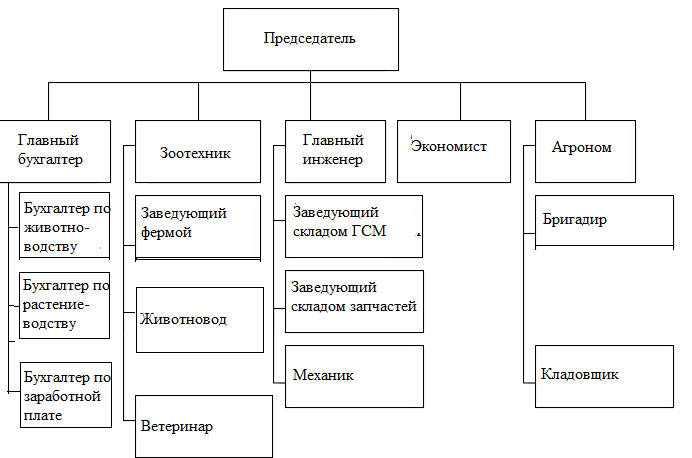 Председатель
Главный
бухгалтер
Зоотехник
Главный
инженер
Экономист
Агроном
Бухгалтер по
животно-
водству
Заведующий
фермой
Заведующий
складом ГСМ
Бригадир
Бухгалтер по
растение-
водству
Животновод
Заведующий
складом запчастей
Бухгалтер по
заработной
плате
Ветеринар
Механик
Кладовщик